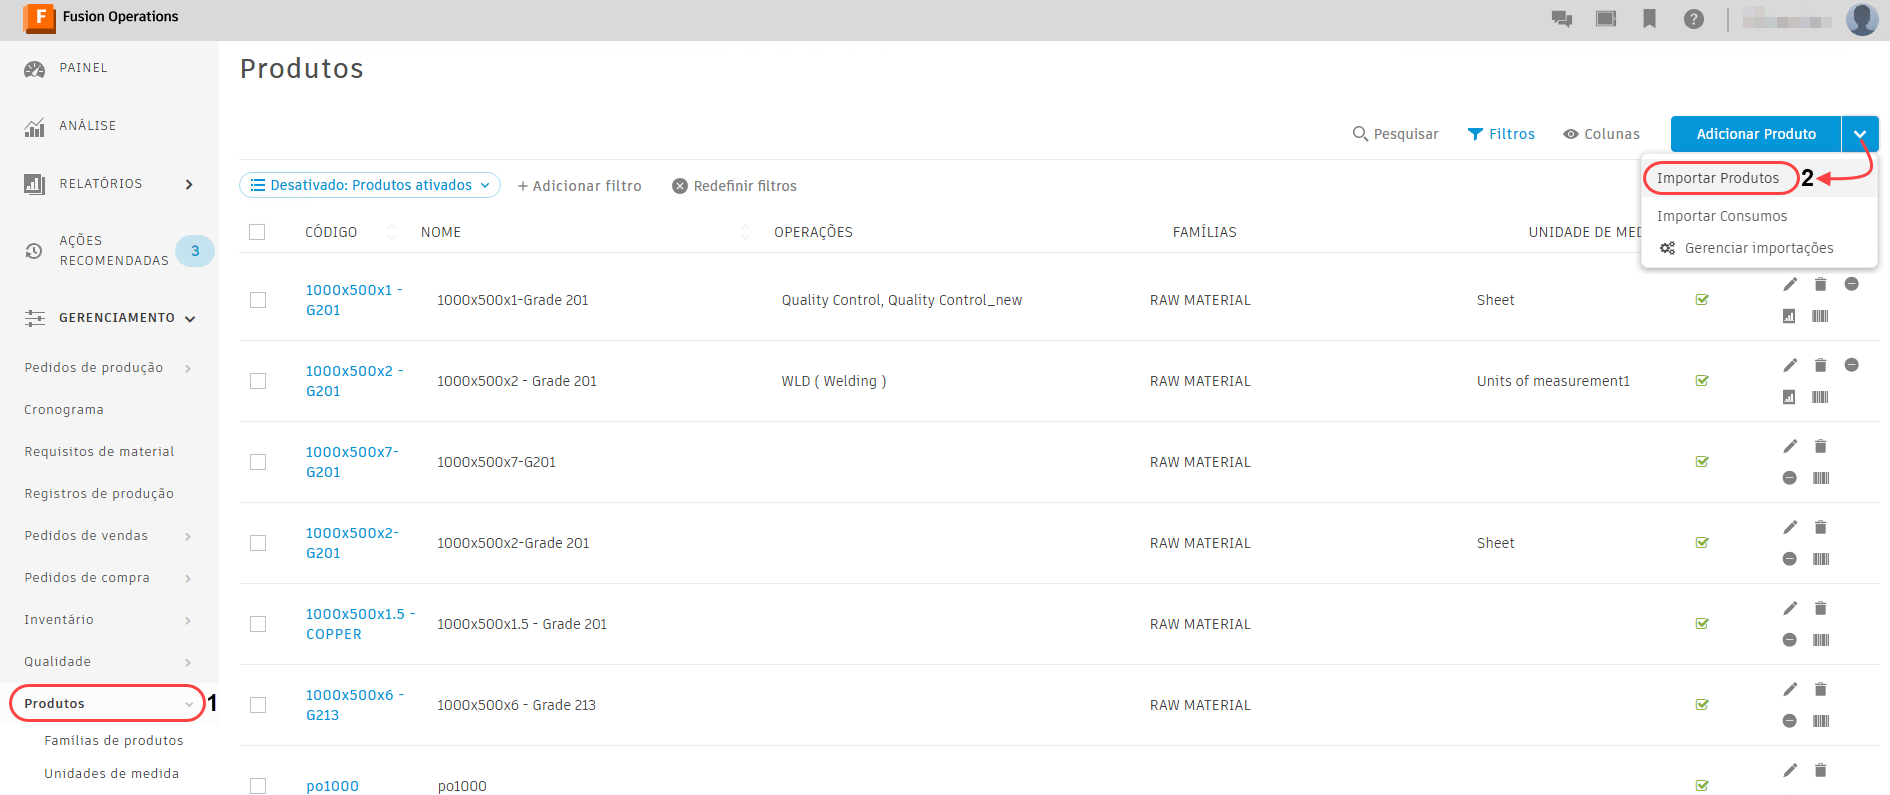 F Fusion Operations
PAINEL
ANÁLISE
RELATÓRIOS
AÇÕES
RECOMENDADAS
3
GERENCIAMENTO
Pedidos de produção
Cronograma
Requisitos de material
Registros de produção
Pedidos de vendas
Pedidos de compra
Inventário
Qualidade
Produtos
1
Famílias de produtos
Unidades de medida
Produtos
Pesquisar
Filtros
Colunas
Adicionar Produto
Importar Produtos
2
Importar Consumos
Gerenciar importações
Desativado: Produtos ativados
+ Adicionar filtro
Redefinir filtros
CÓDIGO NOME OPERAÇÕES FAMÍLIAS UNIDADE DE MED
1000x500x1 -
G201
1000x500x1-Grade 201 Quality Control, Quality Control_new RAW MATERIAL Sheet
1000x500x2 -
G201
1000x500x2 - Grade 201 WLD ( Welding ) RAW MATERIAL Units of measurement1
1000x500x7-
G201
1000x500x7-G201 RAW MATERIAL
1000x500x2-
G201
1000x500x2-Grade 201 RAW MATERIAL Sheet
1000x500x1.5 -
COPPER
1000x500x1.5 - Grade 201 RAW MATERIAL
1000x500x6 -
G213
1000x500x6 - Grade 213 RAW MATERIAL
po1000 po1000